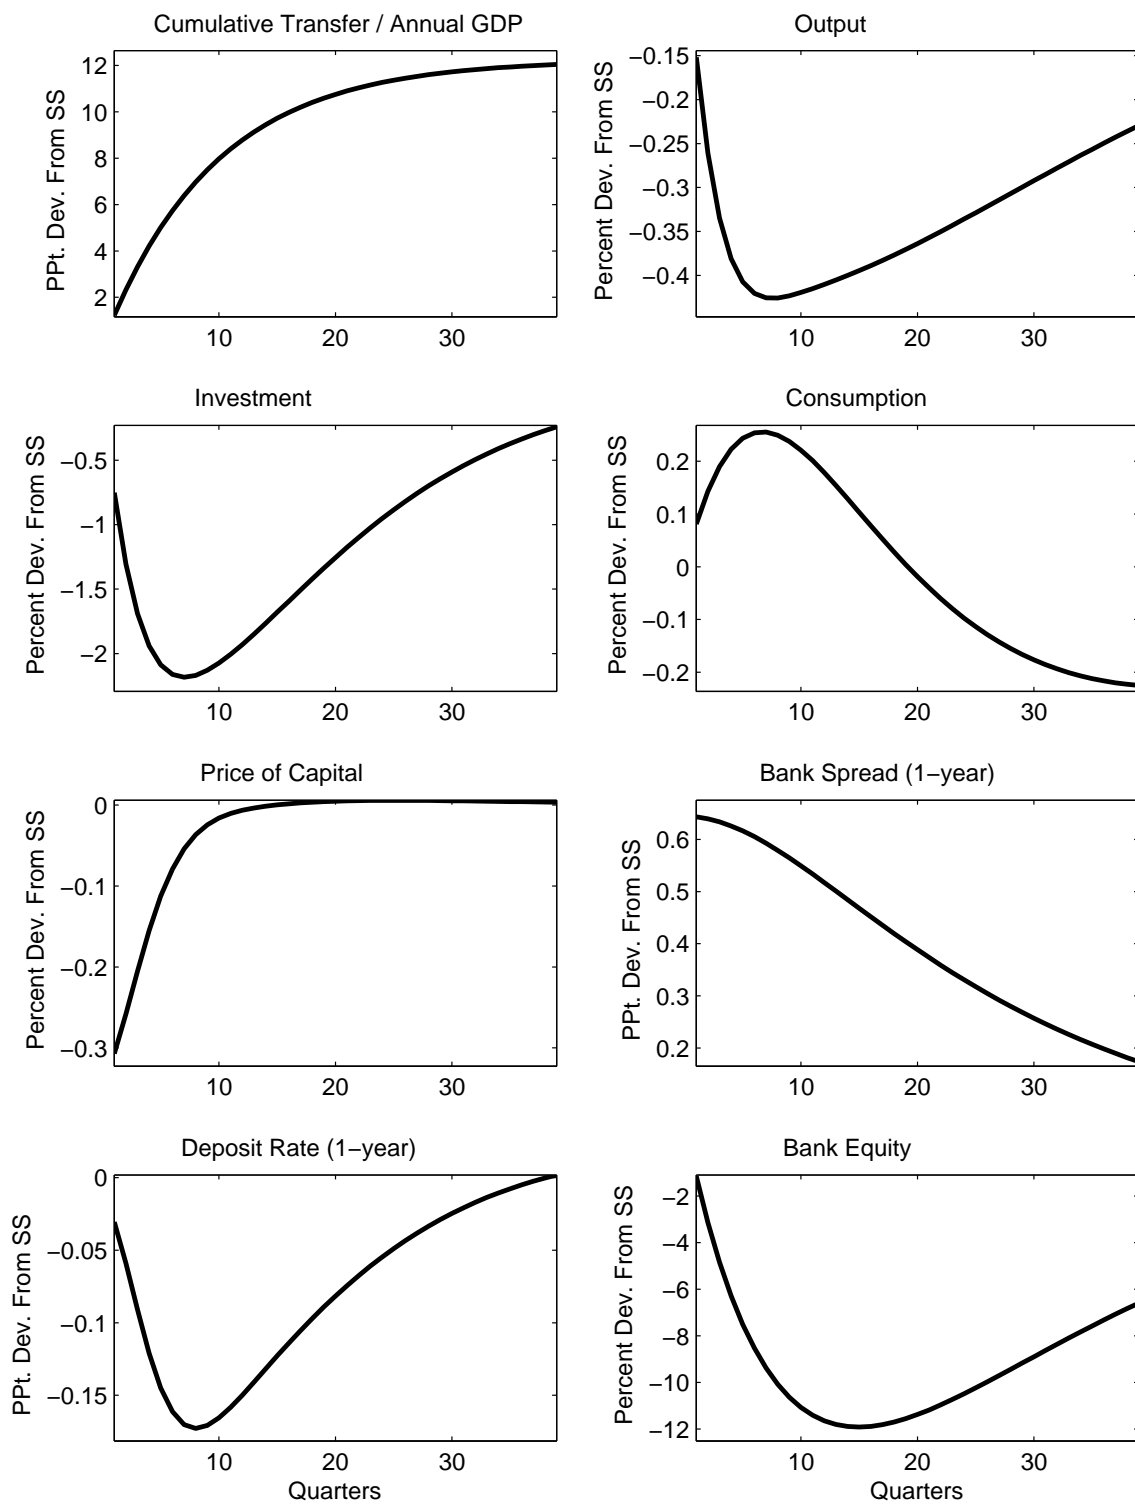 Cumulative Transfer / Annual GDP
PPt. Dev. From SS
12
10
8
6
4
2
10 20 30
Output
Percent Dev. From SS
−0.15
−0.2
−0.25
−0.3
−0.35
−0.4
10 20 30
Investment
Percent Dev. From SS
−0.5
−1
−1.5
−2
10 20 30
Consumption
Percent Dev. From SS
0.2
0.1
0
−0.1
−0.2
10 20 30
Price of Capital
Percent Dev. From SS
0
−0.1
−0.2
−0.3
10 20 30
Bank Spread (1−year)
PPt. Dev. From SS
0.6
0.5
0.4
0.3
0.2
10 20 30
Deposit Rate (1−year)
PPt. Dev. From SS
0
−0.05
−0.1
−0.15
10 20 30
Quarters
Bank Equity
Percent Dev. From SS
−2
−4
−6
−8
−10
−12
10 20 30
Quarters